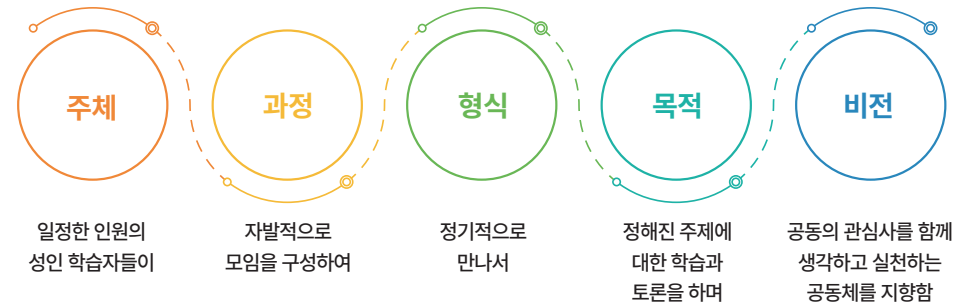 주체
과정
형식
목적
비전
일정한 인원의
성인 학습자들이
자발적으로
모임을 구성하여
정기적으로
만나서
정해진 주제에
대한 학습과
토론을 하며
공동의 관심사를 함께
생각하고 실천하는
공동체를 지향함